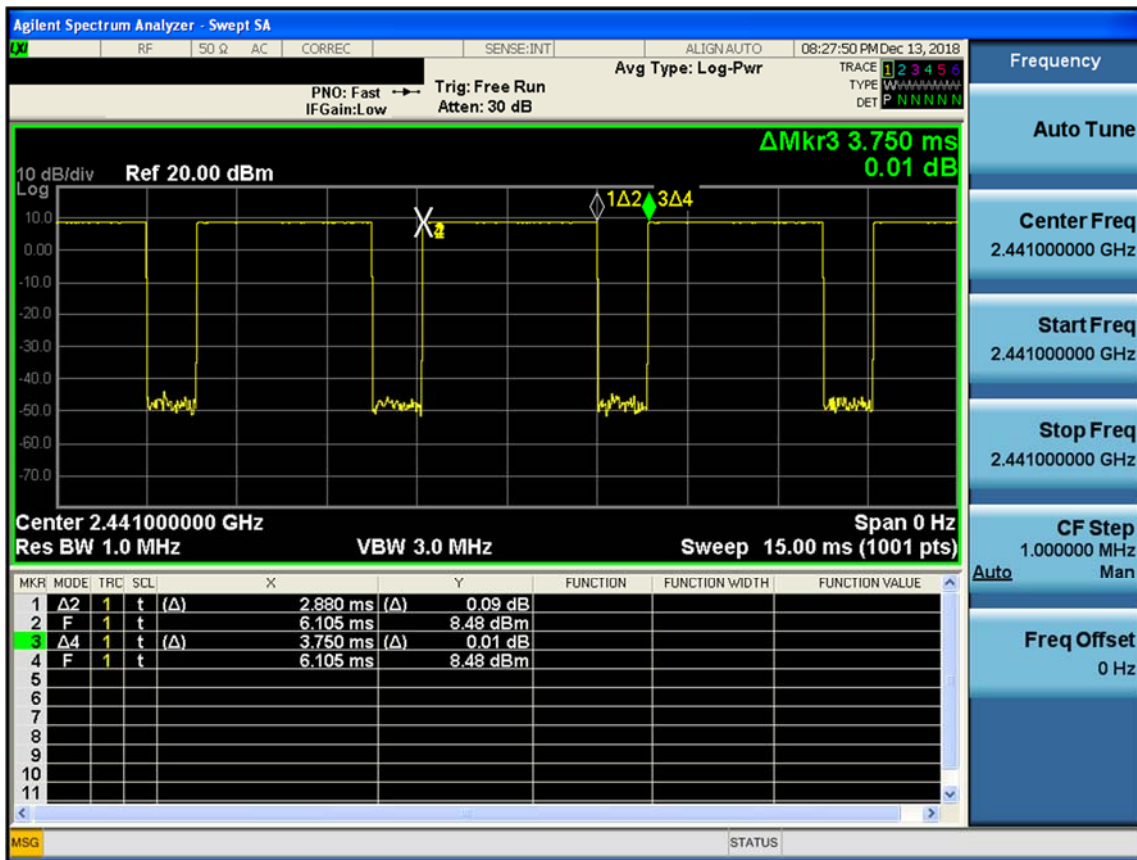 Agilent Spectrum Analyzer - Swept SA
LXI RF 50 Ω AC CORREC SENSE:INT ALIGN AUTO 08:27:50 PM Dec 13, 2018
PNO: Fast
IFGain:Low
Trig: Free Run
Atten: 30 dB
Avg Type: Log-Pwr
TRACE 1 2 3 4 5 6
TYPE W
DET P N N N N N
ΔMkr3 3.750 ms
0.01 dB
10 dB/div Ref 20.00 dBm
Log
1Δ2 3Δ4
10.0
0.00
-10.0
-20.0
-30.0
-40.0
-50.0
-60.0
-70.0
Center 2.441000000 GHz Span 0 Hz
Res BW 1.0 MHz VBW 3.0 MHz Sweep 15.00 ms (1001 pts)
MKR MODE TRC SCL X Y FUNCTION FUNCTION WIDTH FUNCTION VALUE
1 Δ2 1 t (Δ) 2.880 ms (Δ) 0.09 dB
2 F 1 t 6.105 ms 8.48 dBm
3 Δ4 1 t (Δ) 3.750 ms (Δ) 0.01 dB
4 F 1 t 6.105 ms 8.48 dBm
5
6
7
8
9
10
11
MSG STATUS
Frequency
Auto Tune
Center Freq
2.441000000 GHz
Start Freq
2.441000000 GHz
Stop Freq
2.441000000 GHz
CF Step
1.000000 MHz
Auto Man
Freq Offset
0 Hz